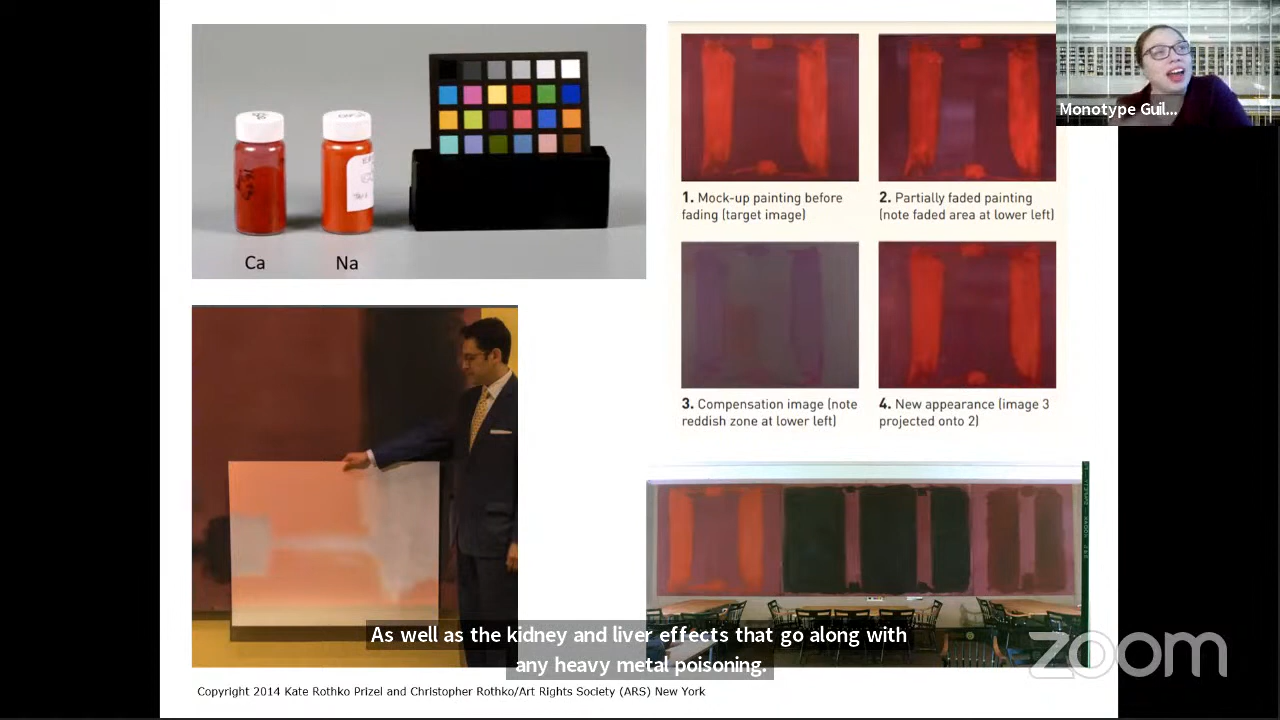 Ca
Na
1. Mock-up painting before
fading (target image)
2. Partially faded painting
(note faded area at lower left)
3. Compensation image (note
reddish zone at lower left)
4. New appearance (image 3
projected onto 2)
Monotype Guil...
As well as the kidney and liver effects that go along with
any heavy metal poisoning.
zoom
Copyright 2014 Kate Rothko Prizel and Christopher Rothko/Art Rights Society (ARS) New York